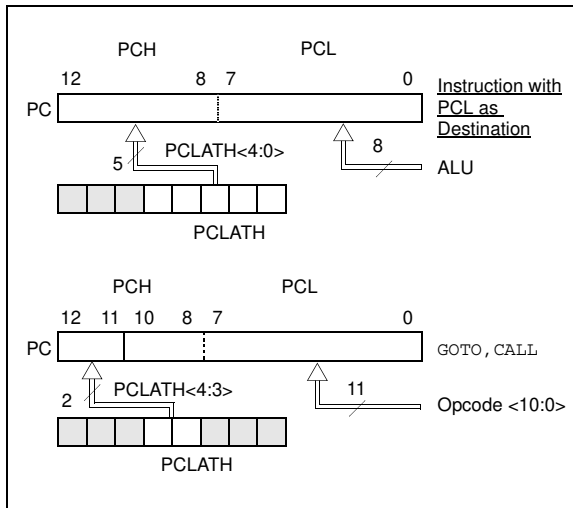 PCH PCL
12 8 7 0
Instruction with
PCL as
Destination
PC
5 PCLATH<4:0> 8
ALU
PCLATH
PCH PCL
12 11 10 8 7 0
PC GOTO,CALL
2 PCLATH<4:3> 11
Opcode <10:0>
PCLATH